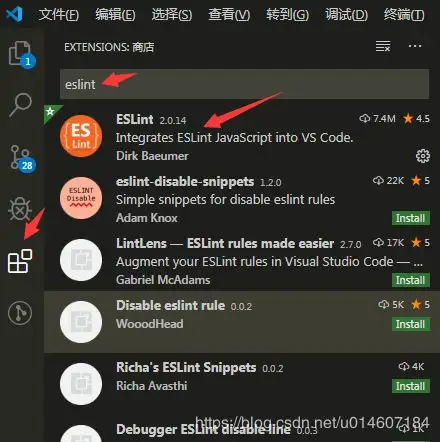 文件(F) 编辑(E) 选择(S) 查看(V) 转到(G) 调试(D) 终端(T)
EXTENSIONS: 商店
eslint
1
28
ES
Lint
ESLint 2.0.14 7.4M 4.5
Integrates ESLint JavaScript into VS Code.
Dirk Baeumer
ESLINT
Disable
eslint-disable-snippets 1.2.0 22K 5
Simple snippets for disable eslint rules
Adam Knox Install
LintLens — ESLint rules made easier 2.7.0 17K 5
Augment your ESLint rules in Visual Studio Code — ...
Gabriel McAdams Install
Disable eslint rule 0.0.2 5K 5
WooodHead Install
Richa's ESLint Snippets 0.0.2 4K
Richa Avasthi Install
Debugger ESLint disable line 0.0.3 1K
https://blog.csdn.net/u014607184